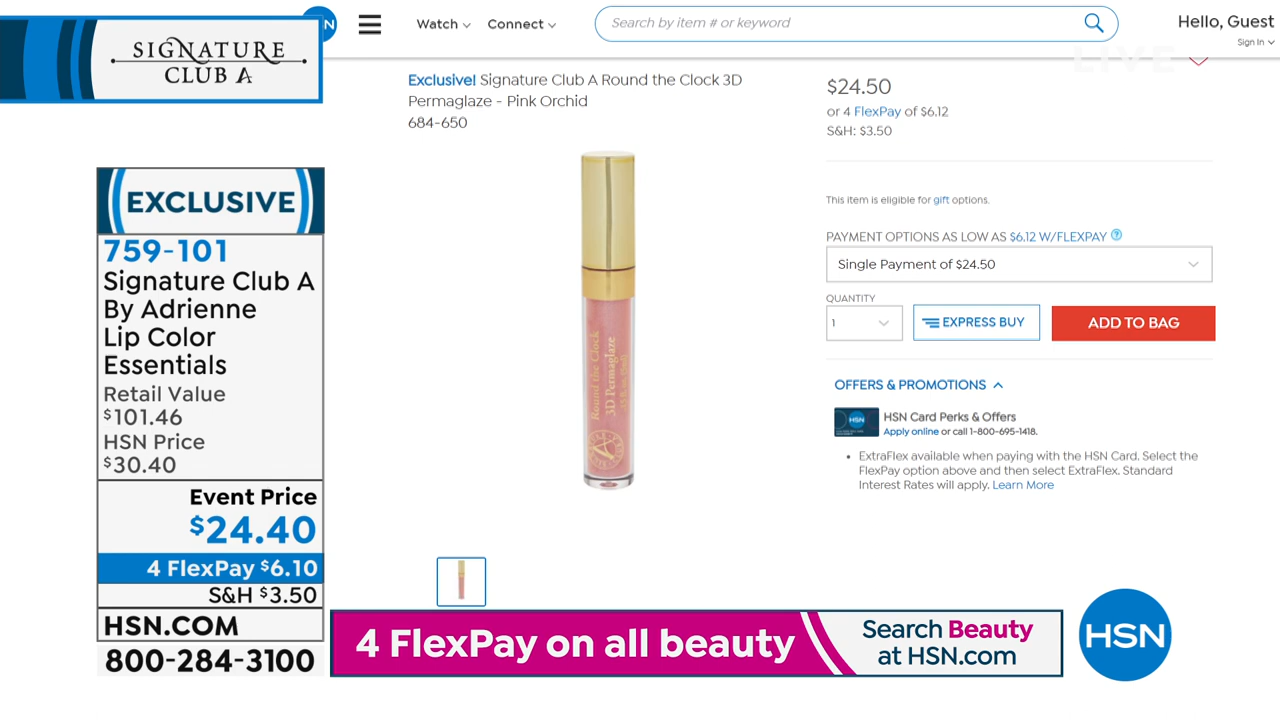 SIGNATURE
CLUB A
N
Watch
Connect
Search by item # or keyword
Hello, Guest
Sign In
LIVE
Exclusive! Signature Club A Round the Clock 3D
Permaglaze - Pink Orchid
684-650
$24.50
or 4 FlexPay of $6.12
S&H: $3.50
This item is eligible for gift options.
PAYMENT OPTIONS AS LOW AS $6.12 W/FLEXPAY ?
Single Payment of $24.50
QUANTITY
1
EXPRESS BUY
ADD TO BAG
OFFERS & PROMOTIONS
HSN
HSN Card Perks & Offers
Apply online or call 1-800-695-1418.
• ExtraFlex available when paying with the HSN Card. Select the
FlexPay option above and then select ExtraFlex. Standard
Interest Rates will apply. Learn More
Round the Clock
3D Permaglaze
A
EXCLUSIVE
759-101
Signature Club A
By Adrienne
Lip Color
Essentials
Retail Value
$101.46
HSN Price
$30.40
Event Price
$24.40
4 FlexPay $6.10
S&H $3.50
HSN.COM
800-284-3100
4 FlexPay on all beauty
Search Beauty
at HSN.com
HSN